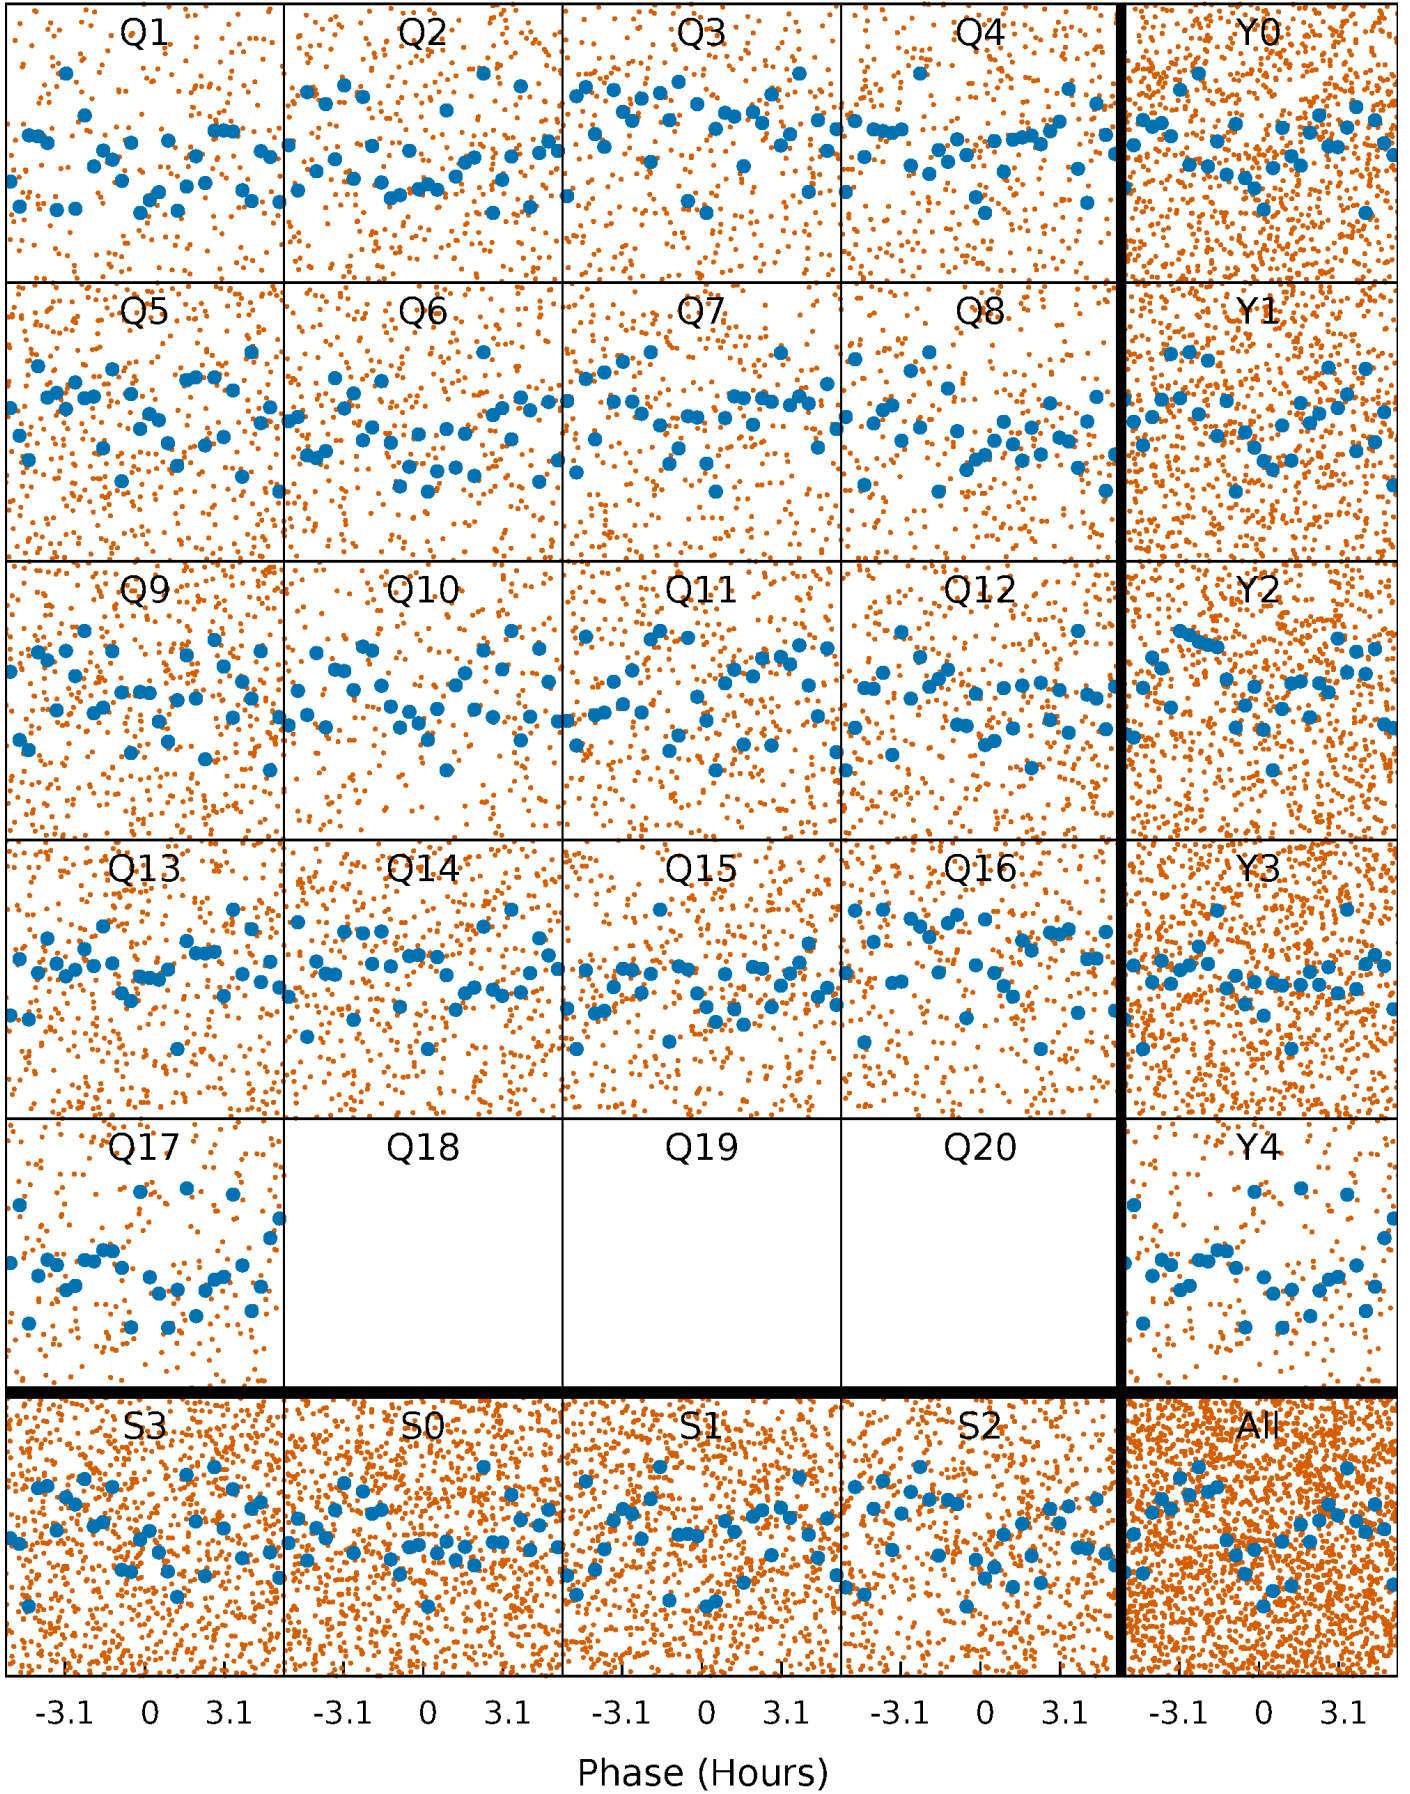 Q1 Q2 Q3 Q4 Y0
Q5 Q6 Q7 Q8 Y1
Q9 Q10 Q11 Q12 Y2
Q13 Q14 Q15 Q16 Y3
Q17 Q18 Q19 Q20 Y4
S3 S0 S1 S2 All
-3.1 0 3.1 -3.1 0 3.1 -3.1 0 3.1 -3.1 0 3.1 -3.1 0 3.1
Phase (Hours)